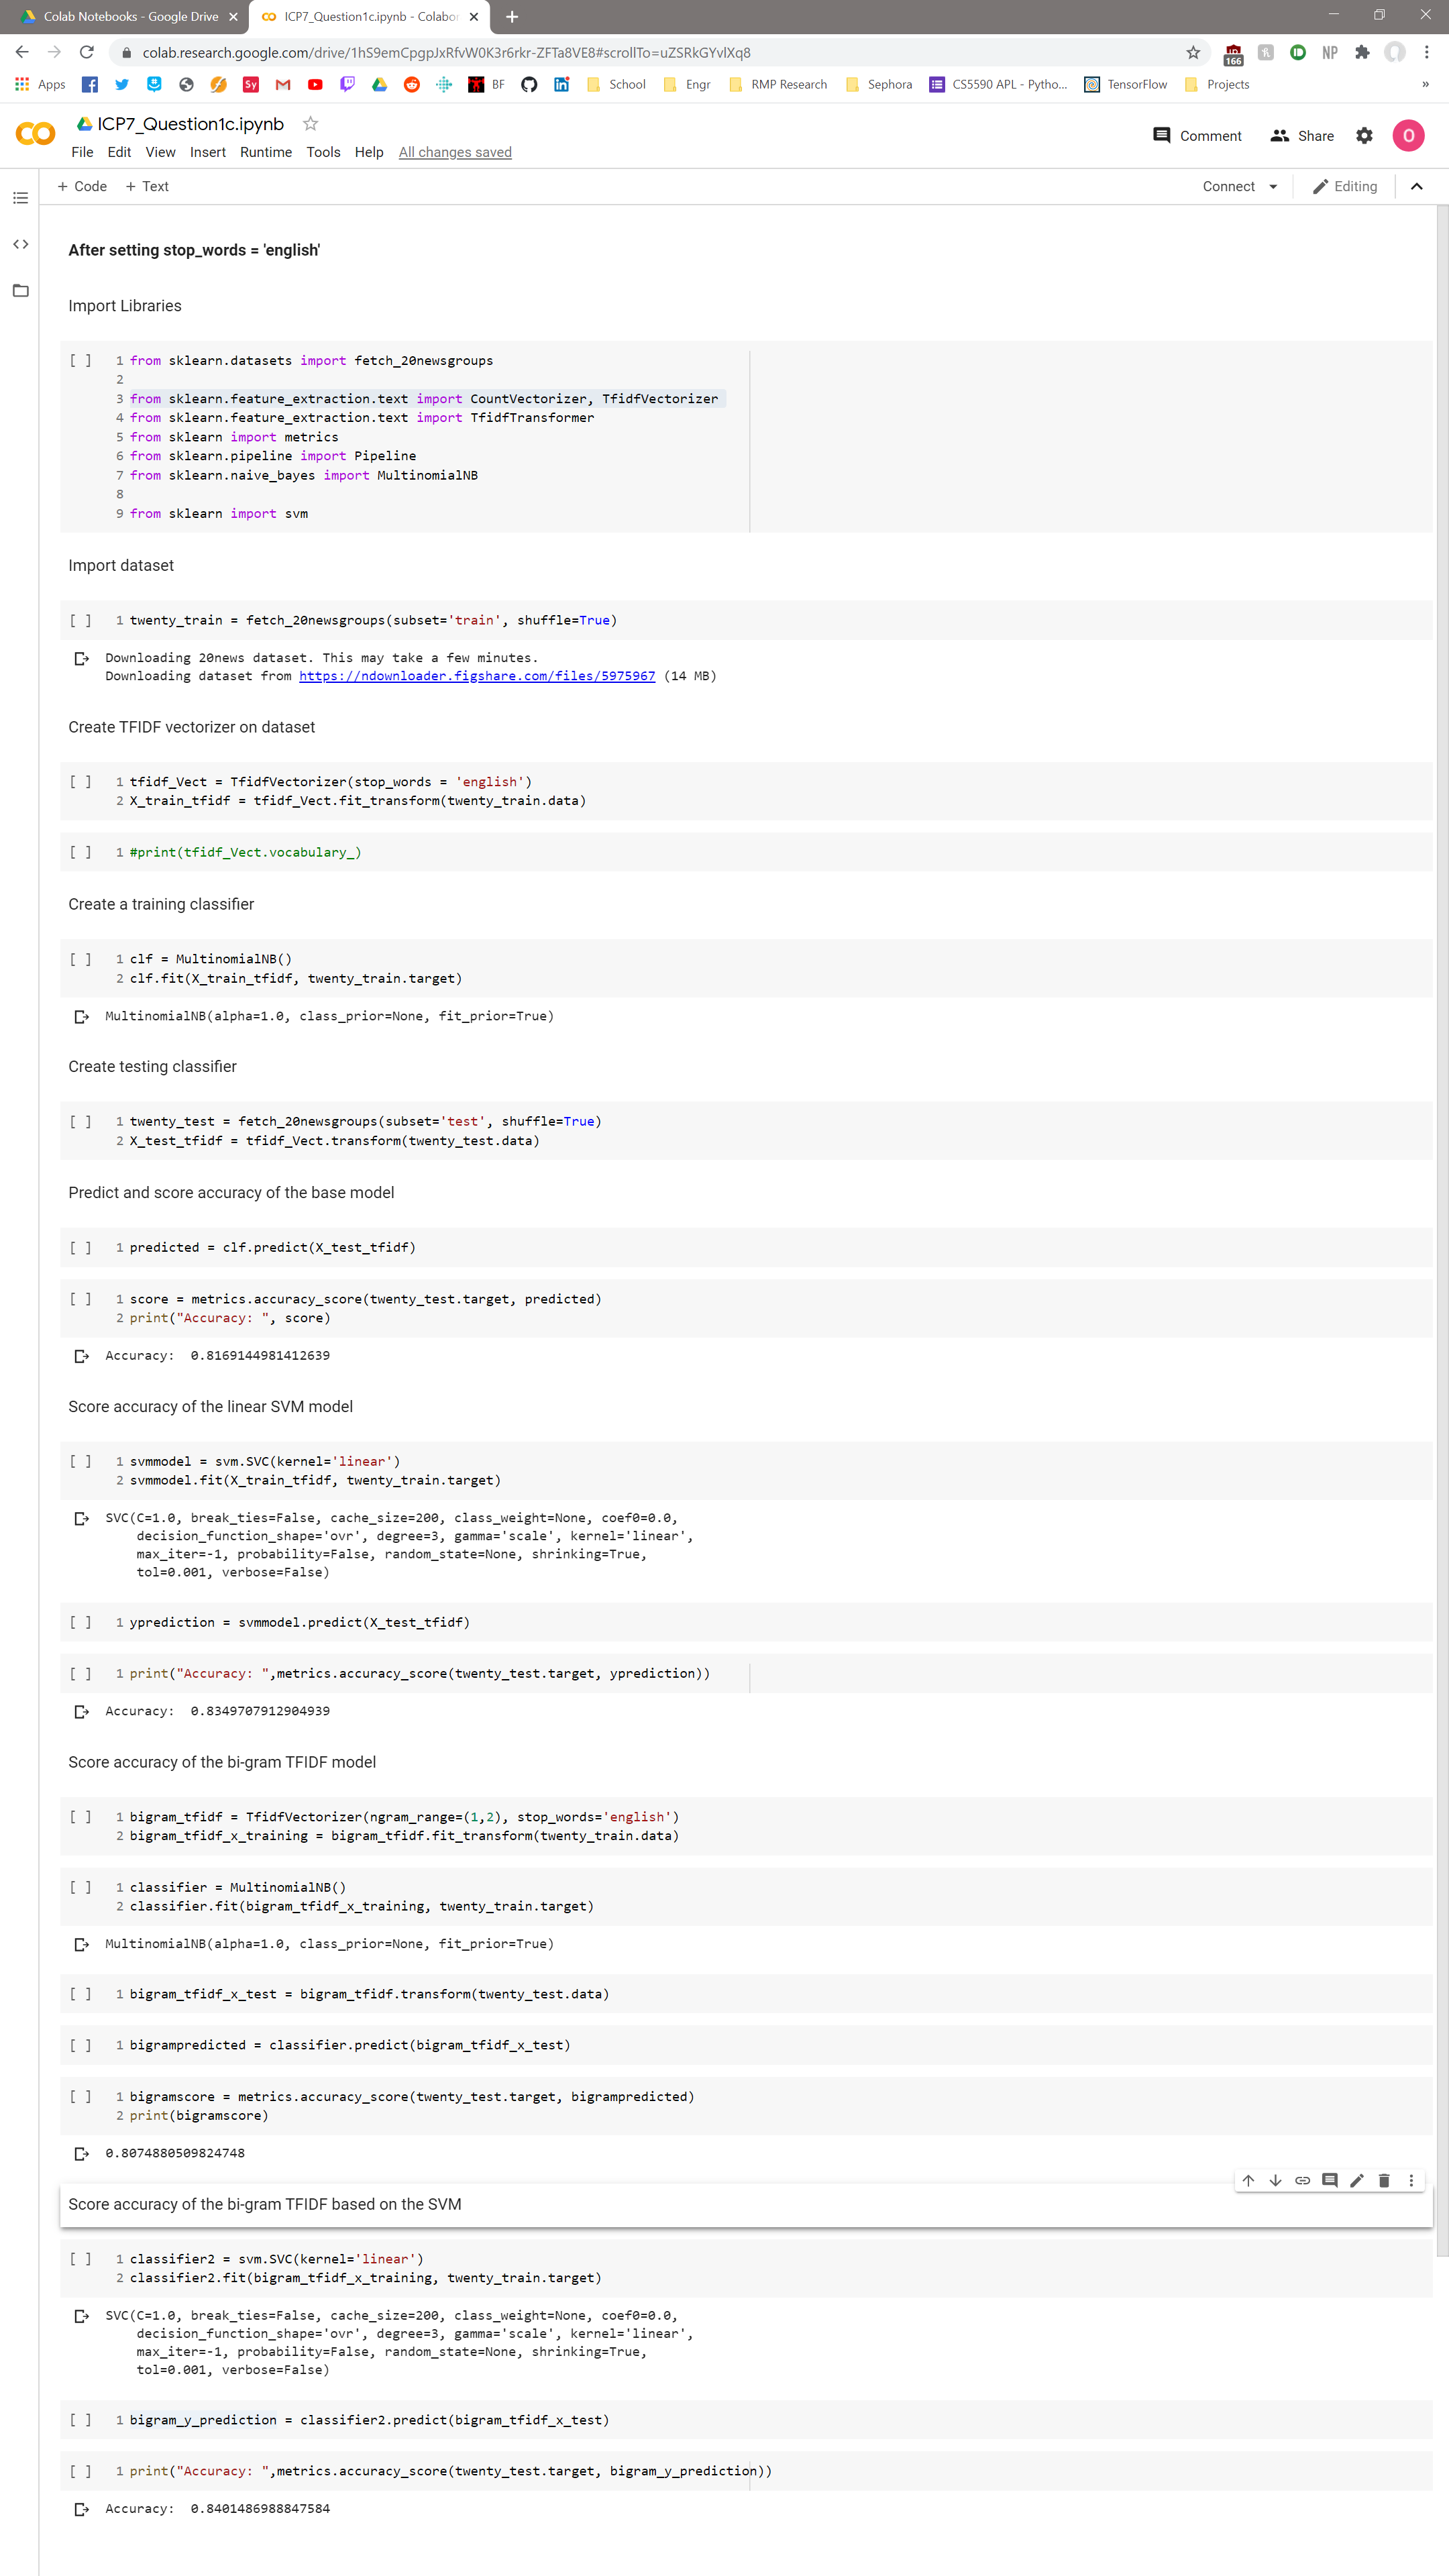 Colab Notebooks - Google Drive
ICP7_Question1c.ipynb - Colabor
colab.research.google.com/drive/1hS9emCpgpJxRfvW0K3r6rkr-ZFTa8VE8#scrollTo=uZSRkGYvlXq8
166
NP
Apps
Sy
BF
School
Engr
RMP Research
Sephora
CS5590 APL - Pytho...
TensorFlow
Projects
»
ICP7_Question1c.ipynb
Comment
Share
O
File Edit View Insert Runtime Tools Help All changes saved
+ Code + Text
Connect
Editing
After setting stop_words = 'english'
Import Libraries
[ ] 1 from sklearn.datasets import fetch_20newsgroups
2
3 from sklearn.feature_extraction.text import CountVectorizer, TfidfVectorizer
4 from sklearn.feature_extraction.text import TfidfTransformer
5 from sklearn import metrics
6 from sklearn.pipeline import Pipeline
7 from sklearn.naive_bayes import MultinomialNB
8
9 from sklearn import svm
Import dataset
[ ] 1 twenty_train = fetch_20newsgroups(subset='train', shuffle=True)
Downloading 20news dataset. This may take a few minutes.
Downloading dataset from https://ndownloader.figshare.com/files/5975967 (14 MB)
Create TFIDF vectorizer on dataset
[ ] 1 tfidf_Vect = TfidfVectorizer(stop_words = 'english')
2 X_train_tfidf = tfidf_Vect.fit_transform(twenty_train.data)
[ ] 1 #print(tfidf_Vect.vocabulary_)
Create a training classifier
[ ] 1 clf = MultinomialNB()
2 clf.fit(X_train_tfidf, twenty_train.target)
MultinomialNB(alpha=1.0, class_prior=None, fit_prior=True)
Create testing classifier
[ ] 1 twenty_test = fetch_20newsgroups(subset='test', shuffle=True)
2 X_test_tfidf = tfidf_Vect.transform(twenty_test.data)
Predict and score accuracy of the base model
[ ] 1 predicted = clf.predict(X_test_tfidf)
[ ] 1 score = metrics.accuracy_score(twenty_test.target, predicted)
2 print("Accuracy: ", score)
Accuracy:  0.8169144981412639
Score accuracy of the linear SVM model
[ ] 1 svmmodel = svm.SVC(kernel='linear')
2 svmmodel.fit(X_train_tfidf, twenty_train.target)
SVC(C=1.0, break_ties=False, cache_size=200, class_weight=None, coef0=0.0,
decision_function_shape='ovr', degree=3, gamma='scale', kernel='linear',
max_iter=-1, probability=False, random_state=None, shrinking=True,
tol=0.001, verbose=False)
[ ] 1 yprediction = svmmodel.predict(X_test_tfidf)
[ ] 1 print("Accuracy: ",metrics.accuracy_score(twenty_test.target, yprediction))
Accuracy:  0.8349707912904939
Score accuracy of the bi-gram TFIDF model
[ ] 1 bigram_tfidf = TfidfVectorizer(ngram_range=(1,2), stop_words='english')
2 bigram_tfidf_x_training = bigram_tfidf.fit_transform(twenty_train.data)
[ ] 1 classifier = MultinomialNB()
2 classifier.fit(bigram_tfidf_x_training, twenty_train.target)
MultinomialNB(alpha=1.0, class_prior=None, fit_prior=True)
[ ] 1 bigram_tfidf_x_test = bigram_tfidf.transform(twenty_test.data)
[ ] 1 bigrampredicted = classifier.predict(bigram_tfidf_x_test)
[ ] 1 bigramscore = metrics.accuracy_score(twenty_test.target, bigrampredicted)
2 print(bigramscore)
0.8074880509824748
Score accuracy of the bi-gram TFIDF based on the SVM
[ ] 1 classifier2 = svm.SVC(kernel='linear')
2 classifier2.fit(bigram_tfidf_x_training, twenty_train.target)
SVC(C=1.0, break_ties=False, cache_size=200, class_weight=None, coef0=0.0,
decision_function_shape='ovr', degree=3, gamma='scale', kernel='linear',
max_iter=-1, probability=False, random_state=None, shrinking=True,
tol=0.001, verbose=False)
[ ] 1 bigram_y_prediction = classifier2.predict(bigram_tfidf_x_test)
[ ] 1 print("Accuracy: ",metrics.accuracy_score(twenty_test.target, bigram_y_prediction))
Accuracy:  0.8401486988847584